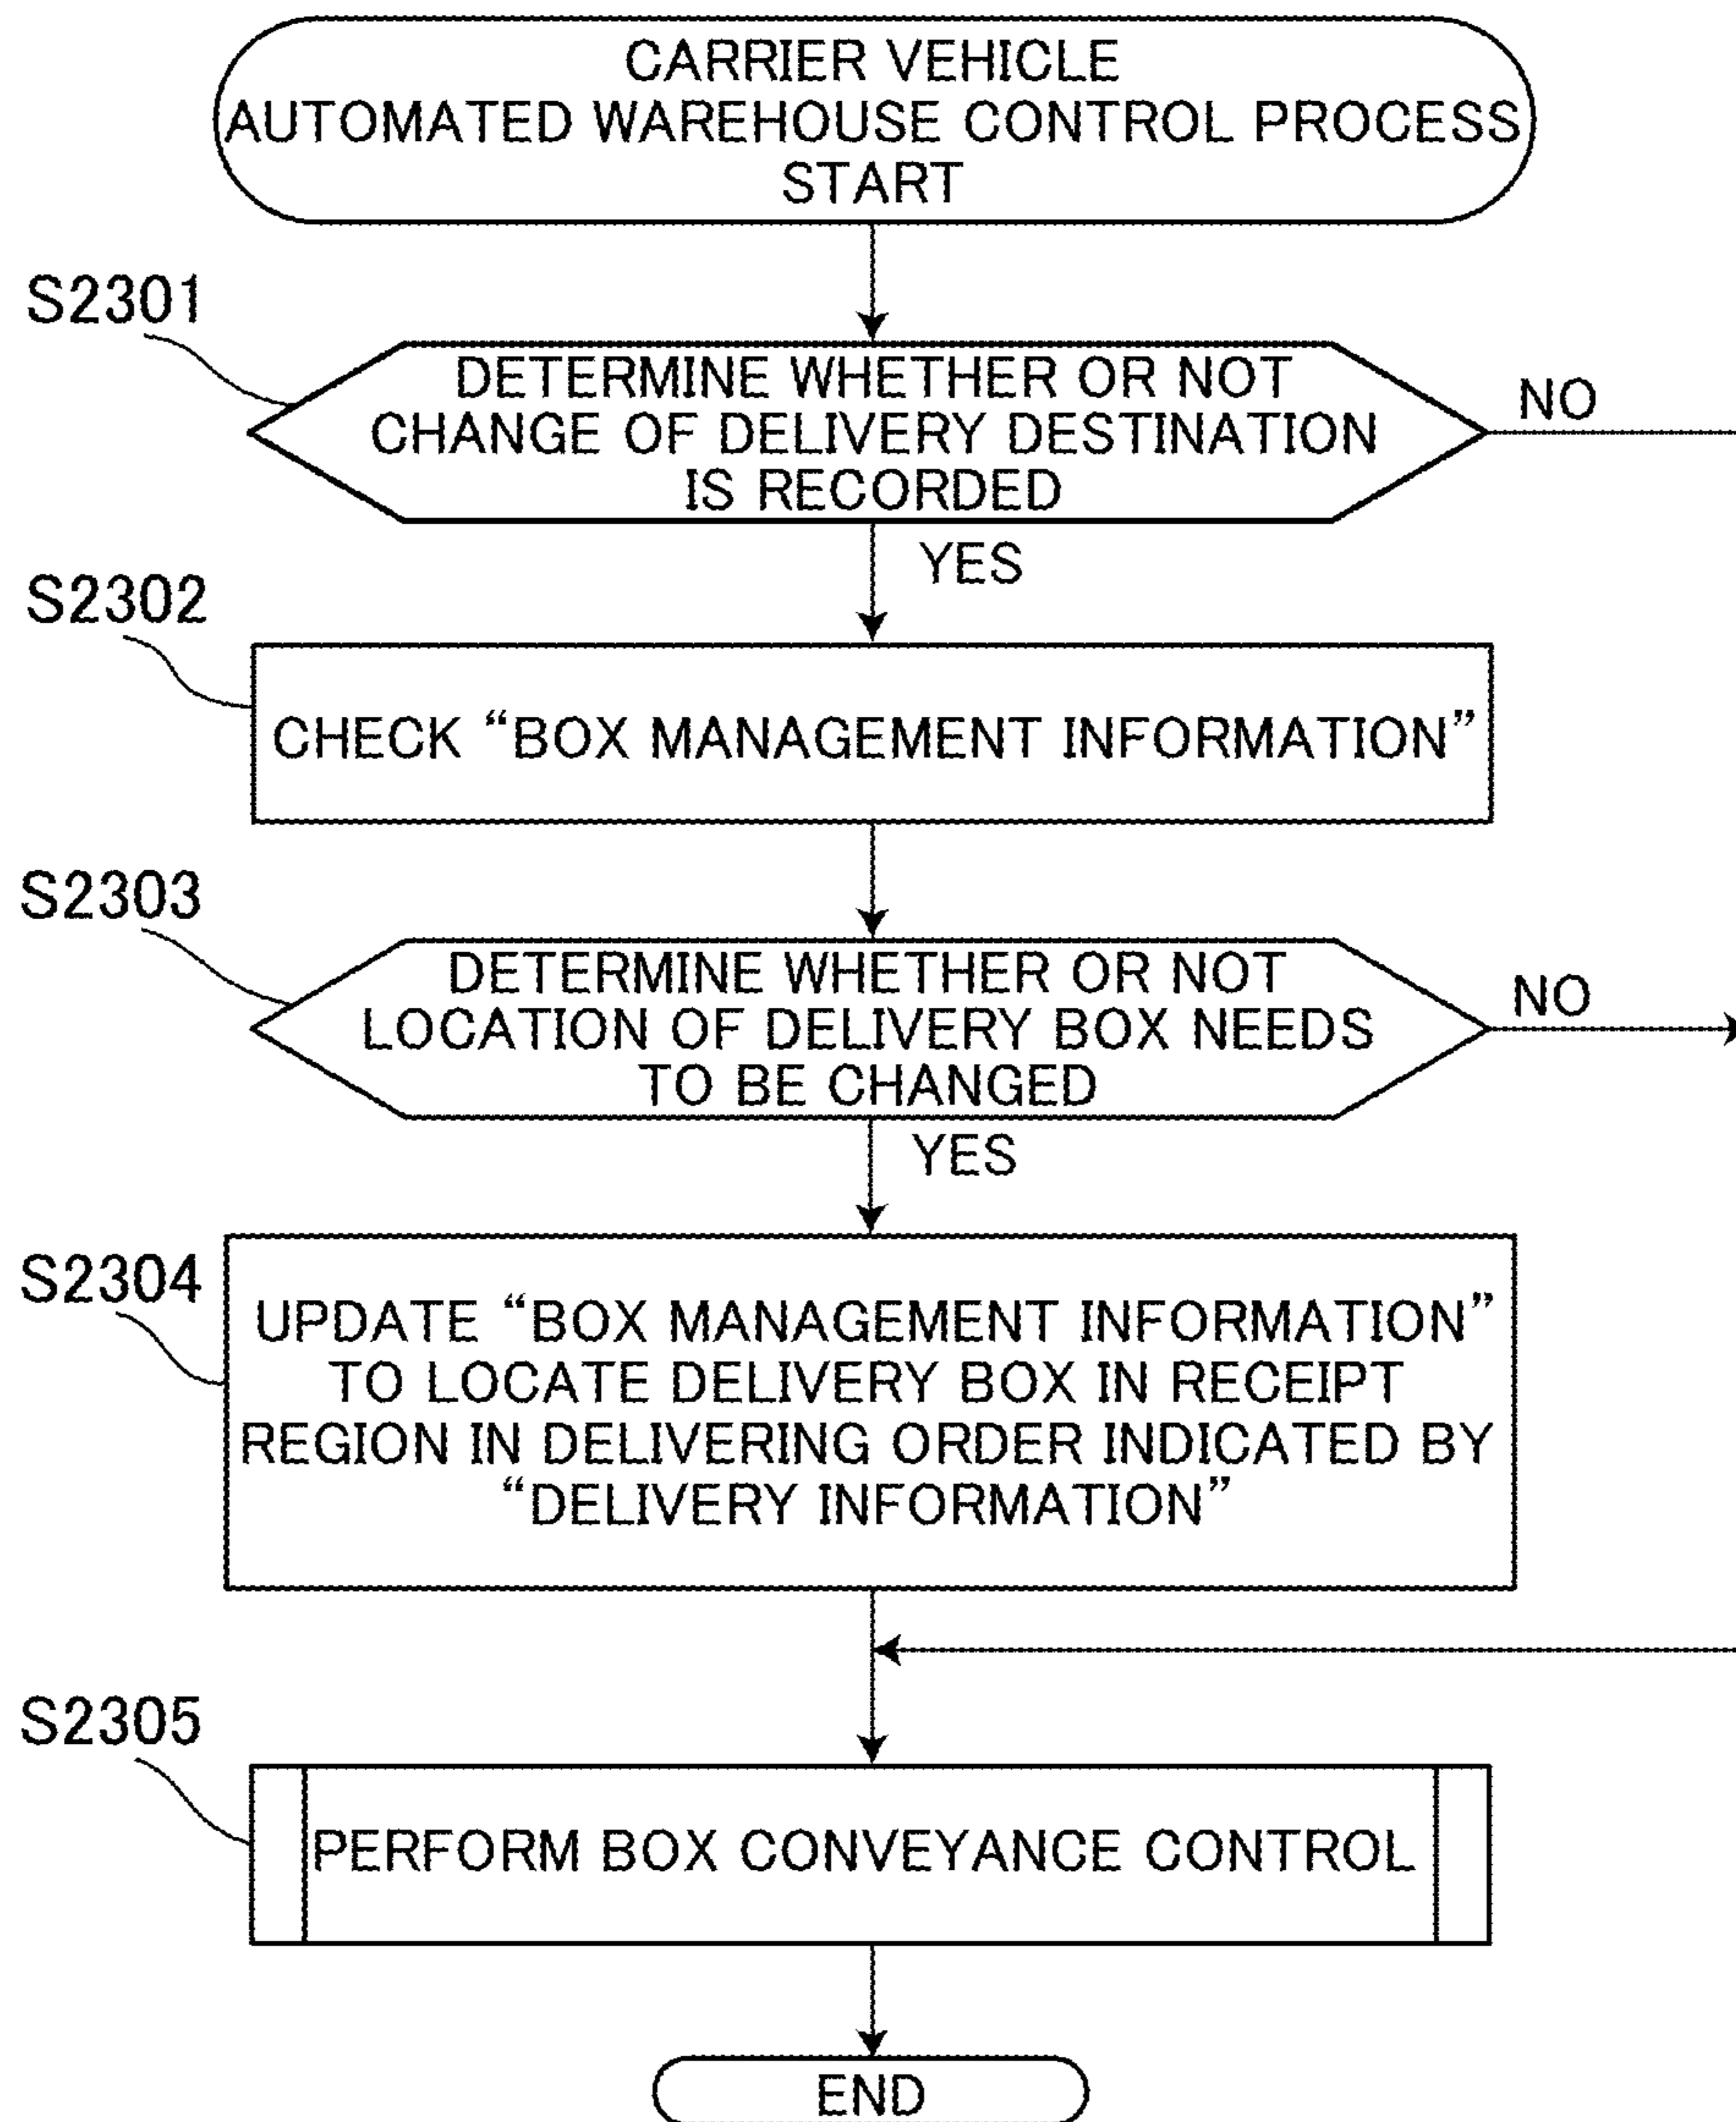 CARRIER VEHICLE
AUTOMATED WAREHOUSE CONTROL PROCESS
START
S2301
DETERMINE WHETHER OR NOT
CHANGE OF DELIVERY DESTINATION
IS RECORDED
NO
YES
S2302
CHECK “BOX MANAGEMENT INFORMATION”
S2303
DETERMINE WHETHER OR NOT
LOCATION OF DELIVERY BOX NEEDS
TO BE CHANGED
NO
YES
S2304
UPDATE “BOX MANAGEMENT INFORMATION”
TO LOCATE DELIVERY BOX IN RECEIPT
REGION IN DELIVERING ORDER INDICATED BY
“DELIVERY INFORMATION”
S2305
PERFORM BOX CONVEYANCE CONTROL
END